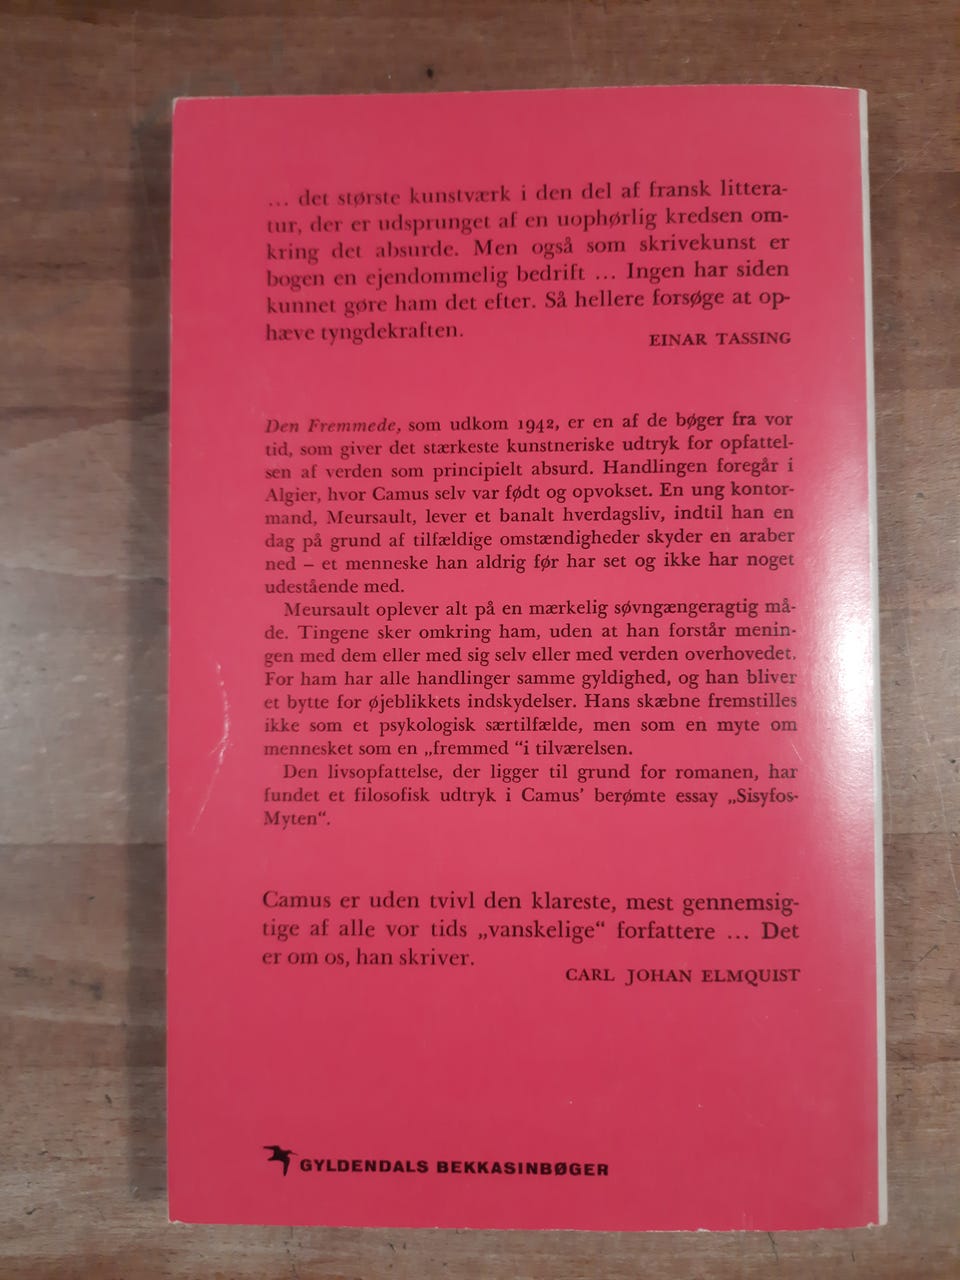 ... det største kunstværk i den del af fransk littera-
tur, der er udsprunget af en uophørlig kredsen om-
kring det absurde. Men også som skrivekunst er
bogen en ejendommelig bedrift ... Ingen har siden
kunnet gøre ham det efter. Så hellere forsøge at op-
hæve tyngdekraften.
EINAR TASSING
Den Fremmede, som udkom 1942, er en af de bøger fra vor
tid, som giver det stærkeste kunstneriske udtryk for opfattel-
sen af verden som principielt absurd. Handlingen foregår i
Algier, hvor Camus selv var født og opvokset. En ung kontor-
mand, Meursault, lever et banalt hverdagsliv, indtil han en
dag på grund af tilfældige omstændigheder skyder en araber
ned – et menneske han aldrig før har set og ikke har noget
udestående med.
Meursault oplever alt på en mærkelig søvngængeragtig må-
de. Tingene sker omkring ham, uden at han forstår menin-
gen med dem eller med sig selv eller med verden overhovedet.
For ham har alle handlinger samme gyldighed, og han bliver
et bytte for øjeblikkets indskydelser. Hans skæbne fremstilles
ikke som et psykologisk særtilfælde, men som en myte om
mennesket som en „fremmed “i tilværelsen.
Den livsopfattelse, der ligger til grund for romanen, har
fundet et filosofisk udtryk i Camus’ berømte essay „Sisyfos-
Myten“.
Camus er uden tvivl den klareste, mest gennemsig-
tige af alle vor tids „vanskelige“ forfattere ... Det
er om os, han skriver.
CARL JOHAN ELMQUIST
GYLDENDALS BEKKASINBØGER